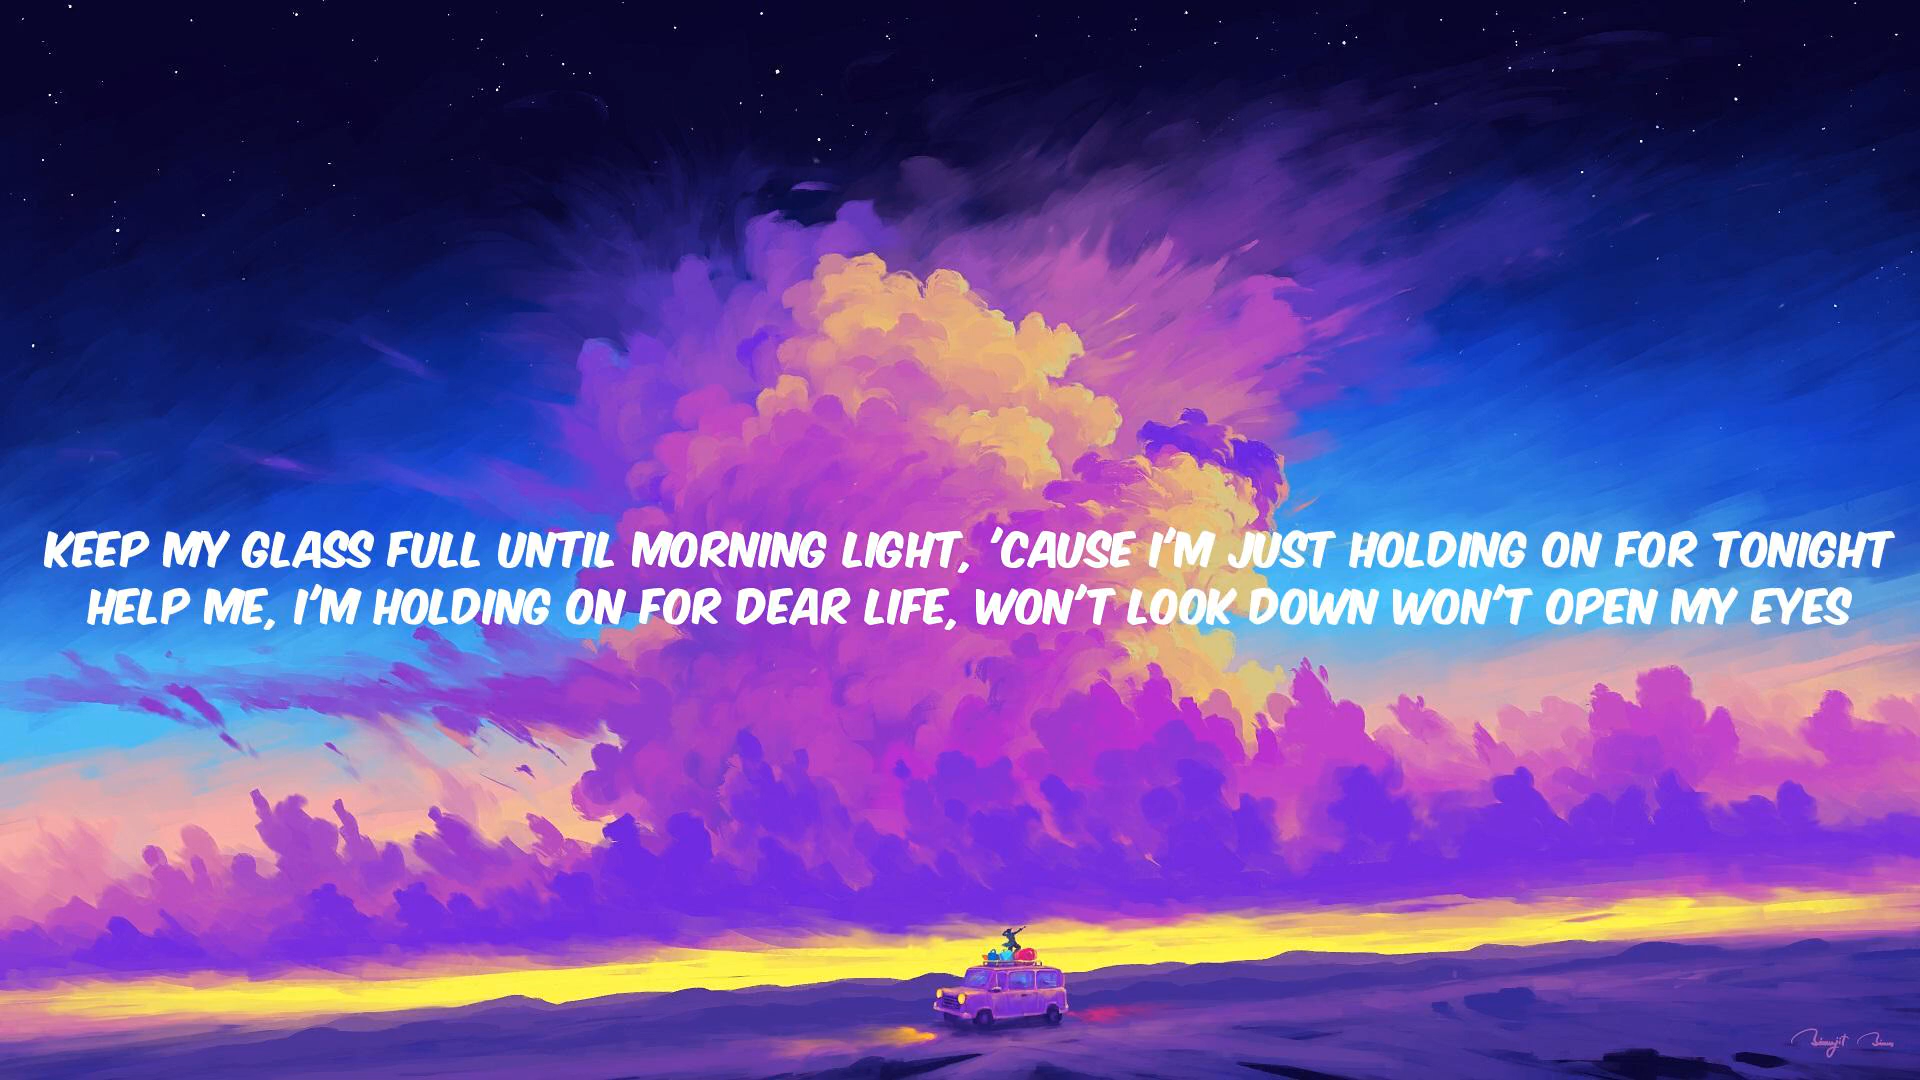 KEEP MY GLASS FULL UNTIL MORNING LIGHT, 'CAUSE I'M JUST HOLDING ON FOR TONIGHT
HELP ME, I'M HOLDING ON FOR DEAR LIFE, WON'T LOOK DOWN WON'T OPEN MY EYES